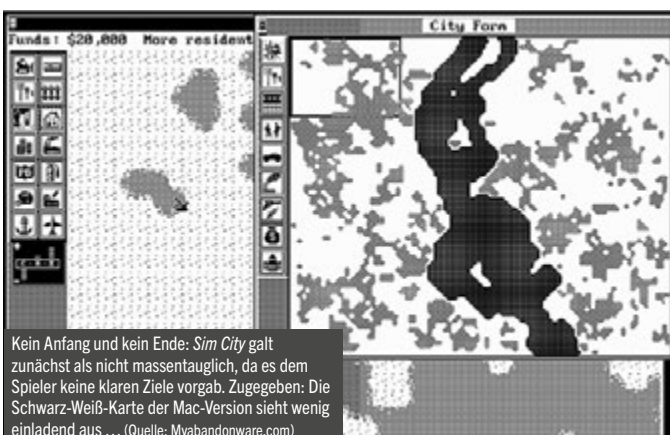 Funds: $20,000 More resident
City Form
Kein Anfang und kein Ende: Sim City galt
zunächst als nicht massentauglich, da es dem
Spieler keine klaren Ziele vorgab. Zugegeben: Die
Schwarz-Weiß-Karte der Mac-Version sieht wenig
einladend aus … (Quelle: Myabandonware.com)